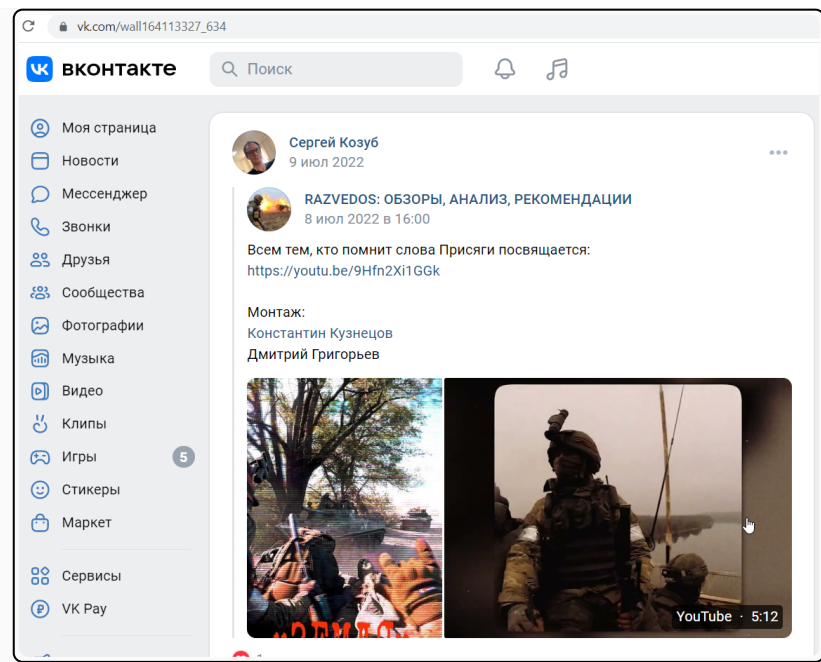 vk.com/wall164113327_634
вконтакте
Поиск
Моя страница
Новости
Мессенджер
Звонки
Друзья
Сообщества
Фотографии
Музыка
Видео
Клипы
Игры 5
Стикеры
Маркет
Сервисы
VK Pay
Сергей Козуб
9 июл 2022
RAZVEDOS: ОБЗОРЫ, АНАЛИЗ, РЕКОМЕНДАЦИИ
8 июл 2022 в 16:00
Всем тем, кто помнит слова Присяги посвящается:
https://youtu.be/9Hfn2Xi1GGk
Монтаж:
Константин Кузнецов
Дмитрий Григорьев
YouTube · 5:12